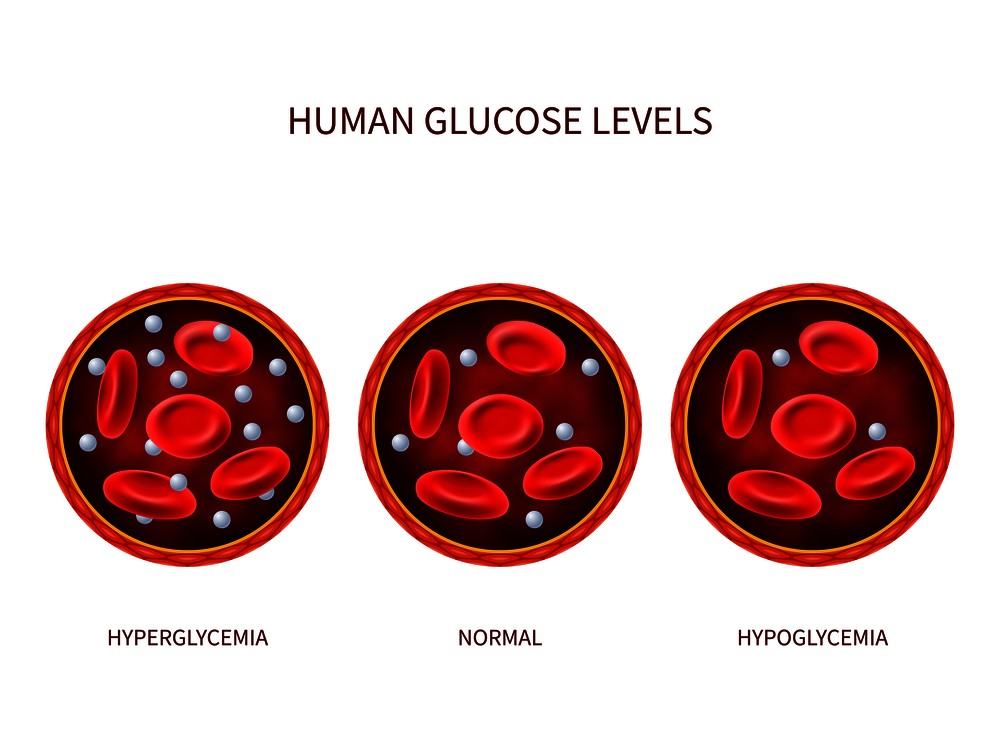 HUMAN GLUCOSE LEVELS
HYPERGLYCEMIA
NORMAL
HYPOGLYCEMIA